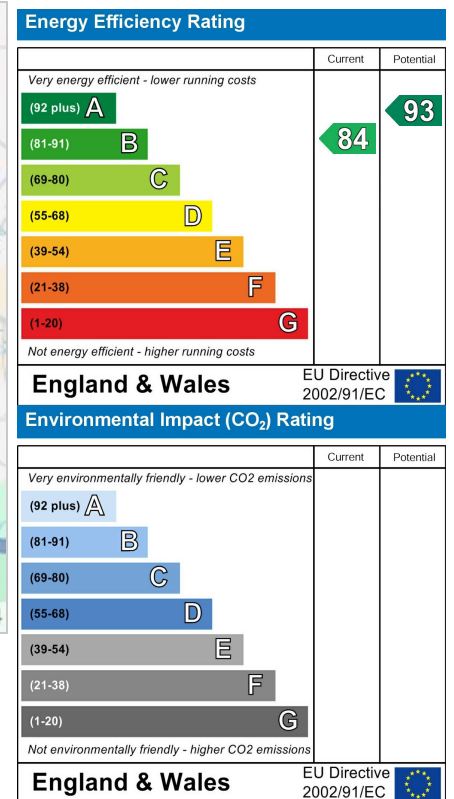 Energy Efficiency Rating
Current Potential
Very energy efficient - lower running costs
(92 plus) A
93
(81-91) B
84
(69-80) C
(55-68) D
(39-54) E
(21-38) F
(1-20) G
Not energy efficient - higher running costs
England & Wales
EU Directive
2002/91/EC
Environmental Impact (CO₂) Rating
Current Potential
Very environmentally friendly - lower CO2 emissions
(92 plus) A
(81-91) B
(69-80) C
(55-68) D
(39-54) E
(21-38) F
(1-20) G
Not environmentally friendly - higher CO2 emissions
England & Wales
EU Directive
2002/91/EC